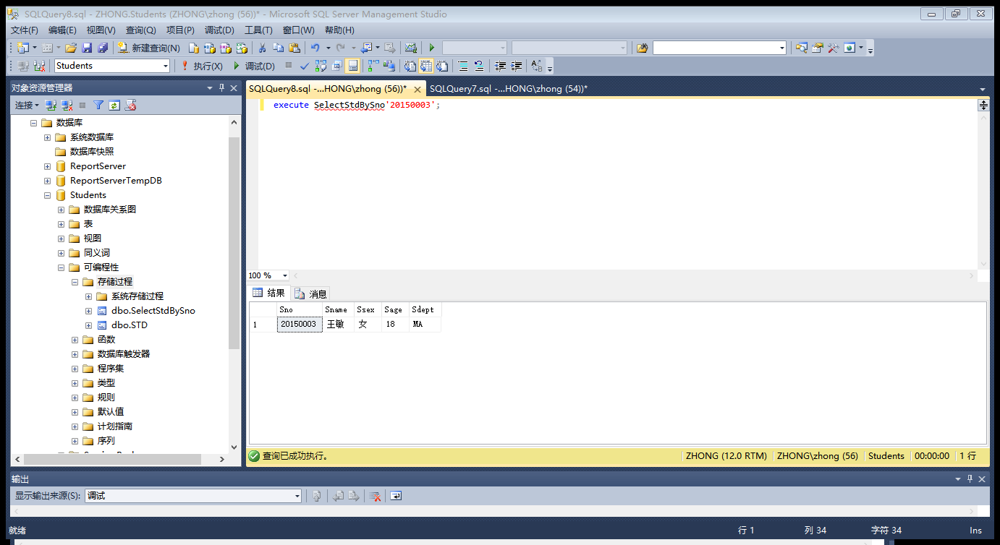 SQLQuery8.sql - ZHONG.Students (ZHONG\zhong (56))* - Microsoft SQL Server Management Studio
文件(F) 编辑(E) 视图(V) 查询(Q) 项目(P) 调试(D) 工具(T) 窗口(W) 帮助(H)
新建查询(N)
Students 执行(X) 调试(D)
对象资源管理器
连接
数据库
系统数据库
数据库快照
ReportServer
ReportServerTempDB
Students
数据库关系图
表
视图
同义词
可编程性
存储过程
系统存储过程
dbo.SelectStdBySno
dbo.STD
函数
数据库触发器
程序集
类型
规则
默认值
计划指南
序列
SQLQuery8.sql -...HONG\zhong (56))* SQLQuery7.sql -...HONG\zhong (54))*
execute SelectStdBySno'20150003';
100 %
结果 消息
Sno Sname Ssex Sage Sdept
1 20150003 王敏 女 18 MA
查询已成功执行。 ZHONG (12.0 RTM) ZHONG\zhong (56) Students 00:00:00 1 行
输出
显示输出来源(S): 调试
就绪 行 1 列 34 字符 34 Ins